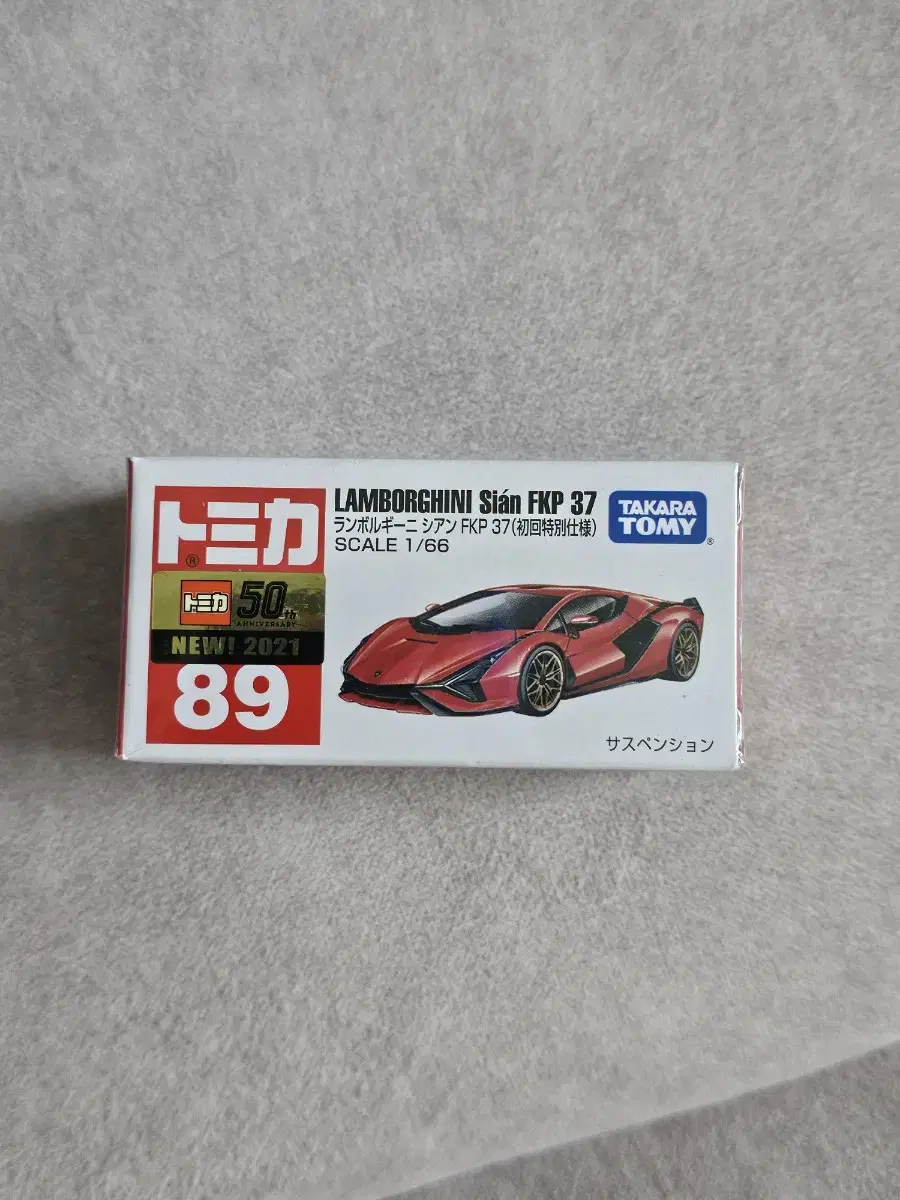 トミカ
®
トミカ 50th
ANNIVERSARY
NEW! 2021
89
LAMBORGHINI Sián FKP 37
ランボルギーニ シアン FKP 37(初回特別仕様)
SCALE 1/66
TAKARA
TOMY
®
サスペンション